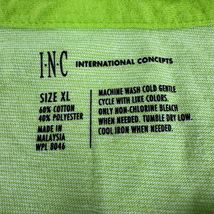 I·N·C INTERNATIONAL CONCEPTS
SIZE XL
60% COTTON
40% POLYESTER
MADE IN
MALAYSIA
WPL 8046
MACHINE WASH COLD GENTLE
CYCLE WITH LIKE COLORS.
ONLY NON-CHLORINE BLEACH
WHEN NEEDED. TUMBLE DRY LOW.
COOL IRON WHEN NEEDED.